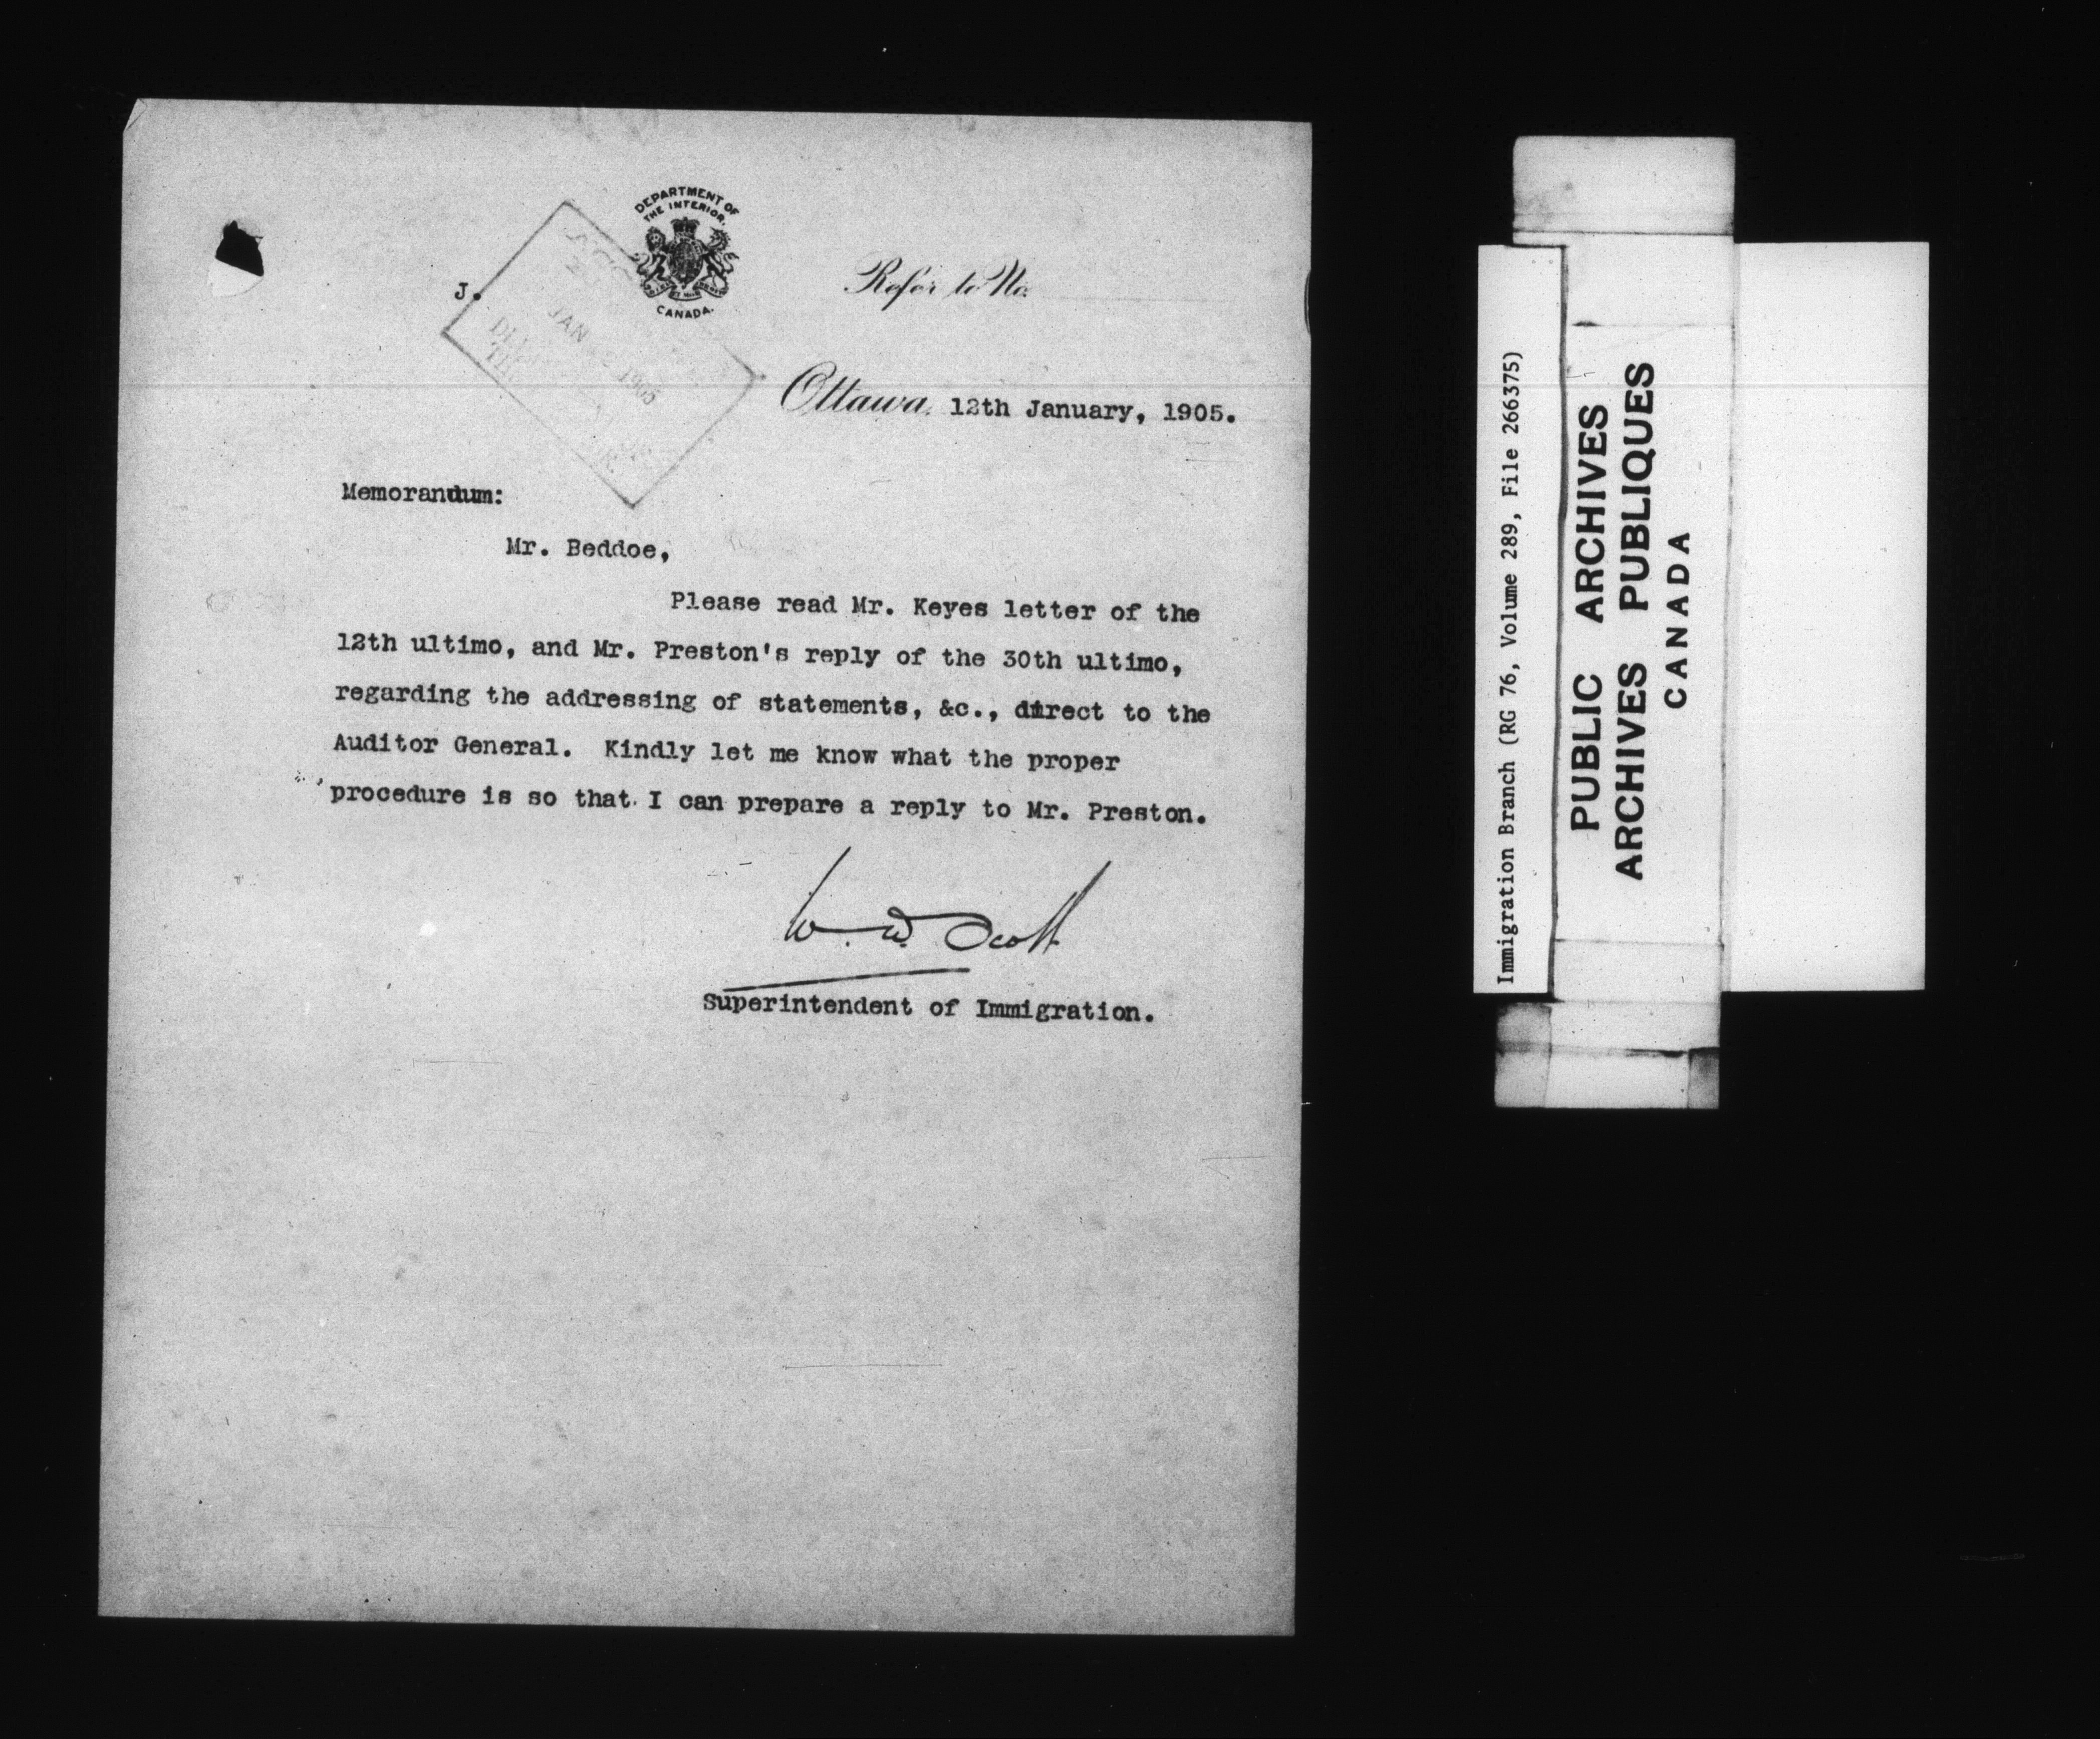 DEPARTMENT OF
THE INTERIOR.
CANADA.
J.
Refer to No.
JAN 1905
Ottawa, 12th January, 1905.
Memorandum:
Mr. Beddoe,
Please read Mr. Keyes letter of the
12th ultimo, and Mr. Preston's reply of the 30th ultimo,
regarding the addressing of statements, &c., direct to the
Auditor General. Kindly let me know what the proper
procedure is so that I can prepare a reply to Mr. Preston.
W. D. Scott
Superintendent of Immigration.
Immigration Branch (RG 76, Volume 289, File 266375)
PUBLIC ARCHIVES
ARCHIVES PUBLIQUES
CANADA